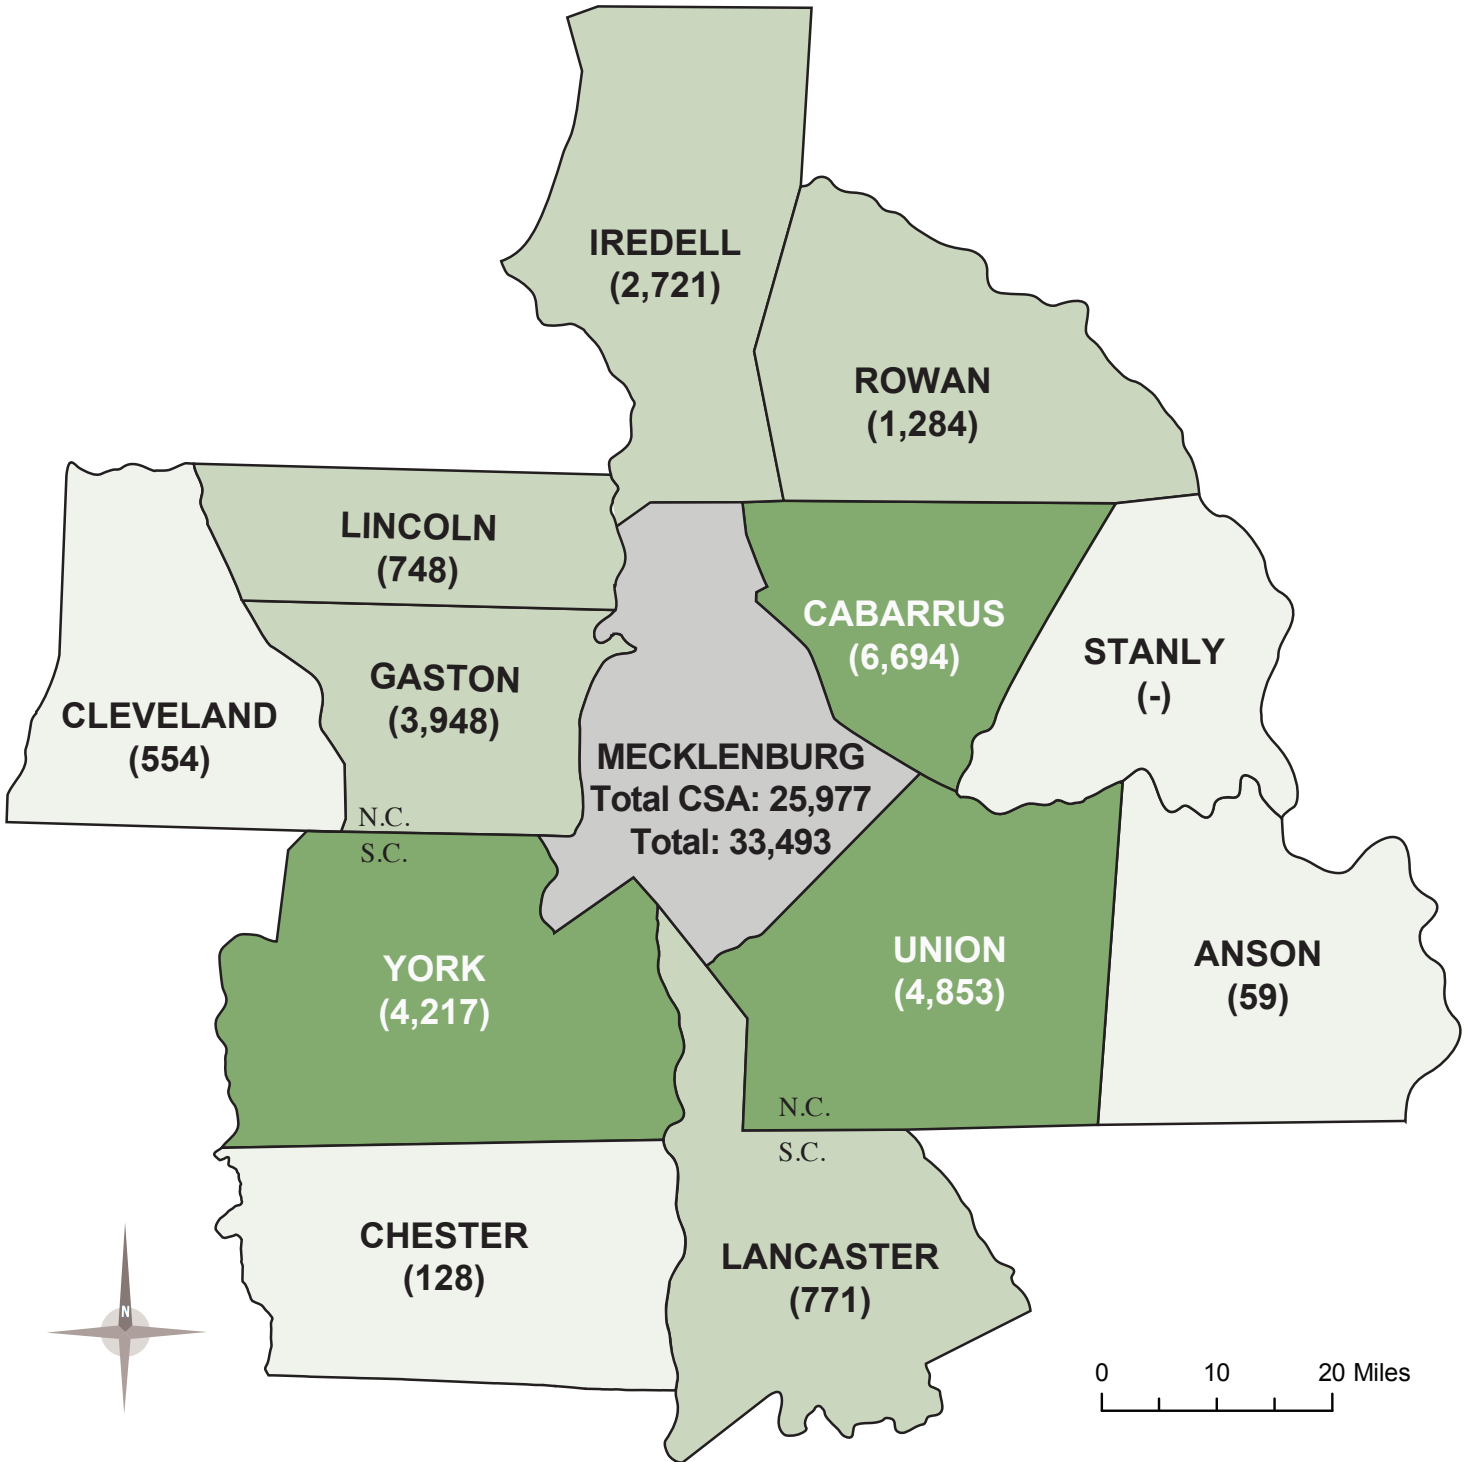 IREDELL
(2,721)
ROWAN
(1,284)
LINCOLN
(748)
CABARRUS
(6,694)
STANLY
(-)
GASTON
(3,948)
CLEVELAND
(554)
MECKLENBURG
Total CSA: 25,977
Total: 33,493
N.C.
S.C.
YORK
(4,217)
UNION
(4,853)
ANSON
(59)
N.C.
S.C.
CHESTER
(128)
LANCASTER
(771)
N
0 10 20 Miles